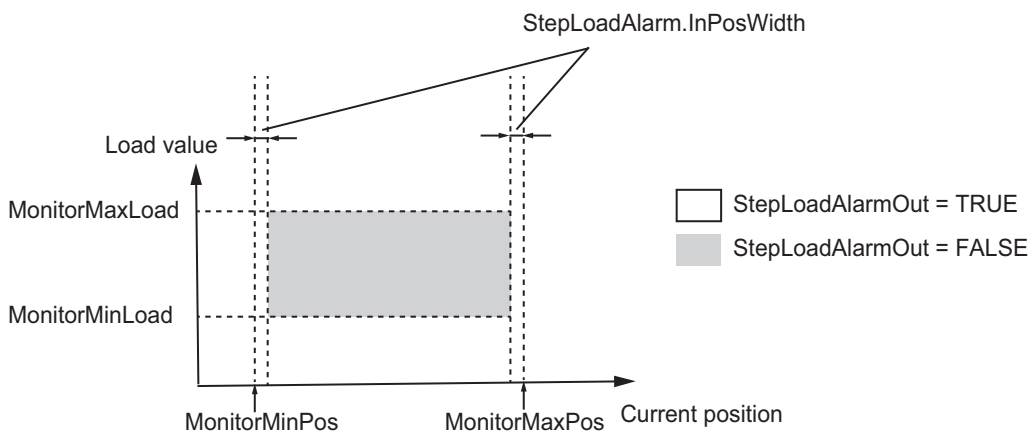 StepLoadAlarm.InPosWidth
Load value
MonitorMaxLoad
StepLoadAlarmOut = TRUE
StepLoadAlarmOut = FALSE
MonitorMinLoad
MonitorMinPos
MonitorMaxPos
Current position